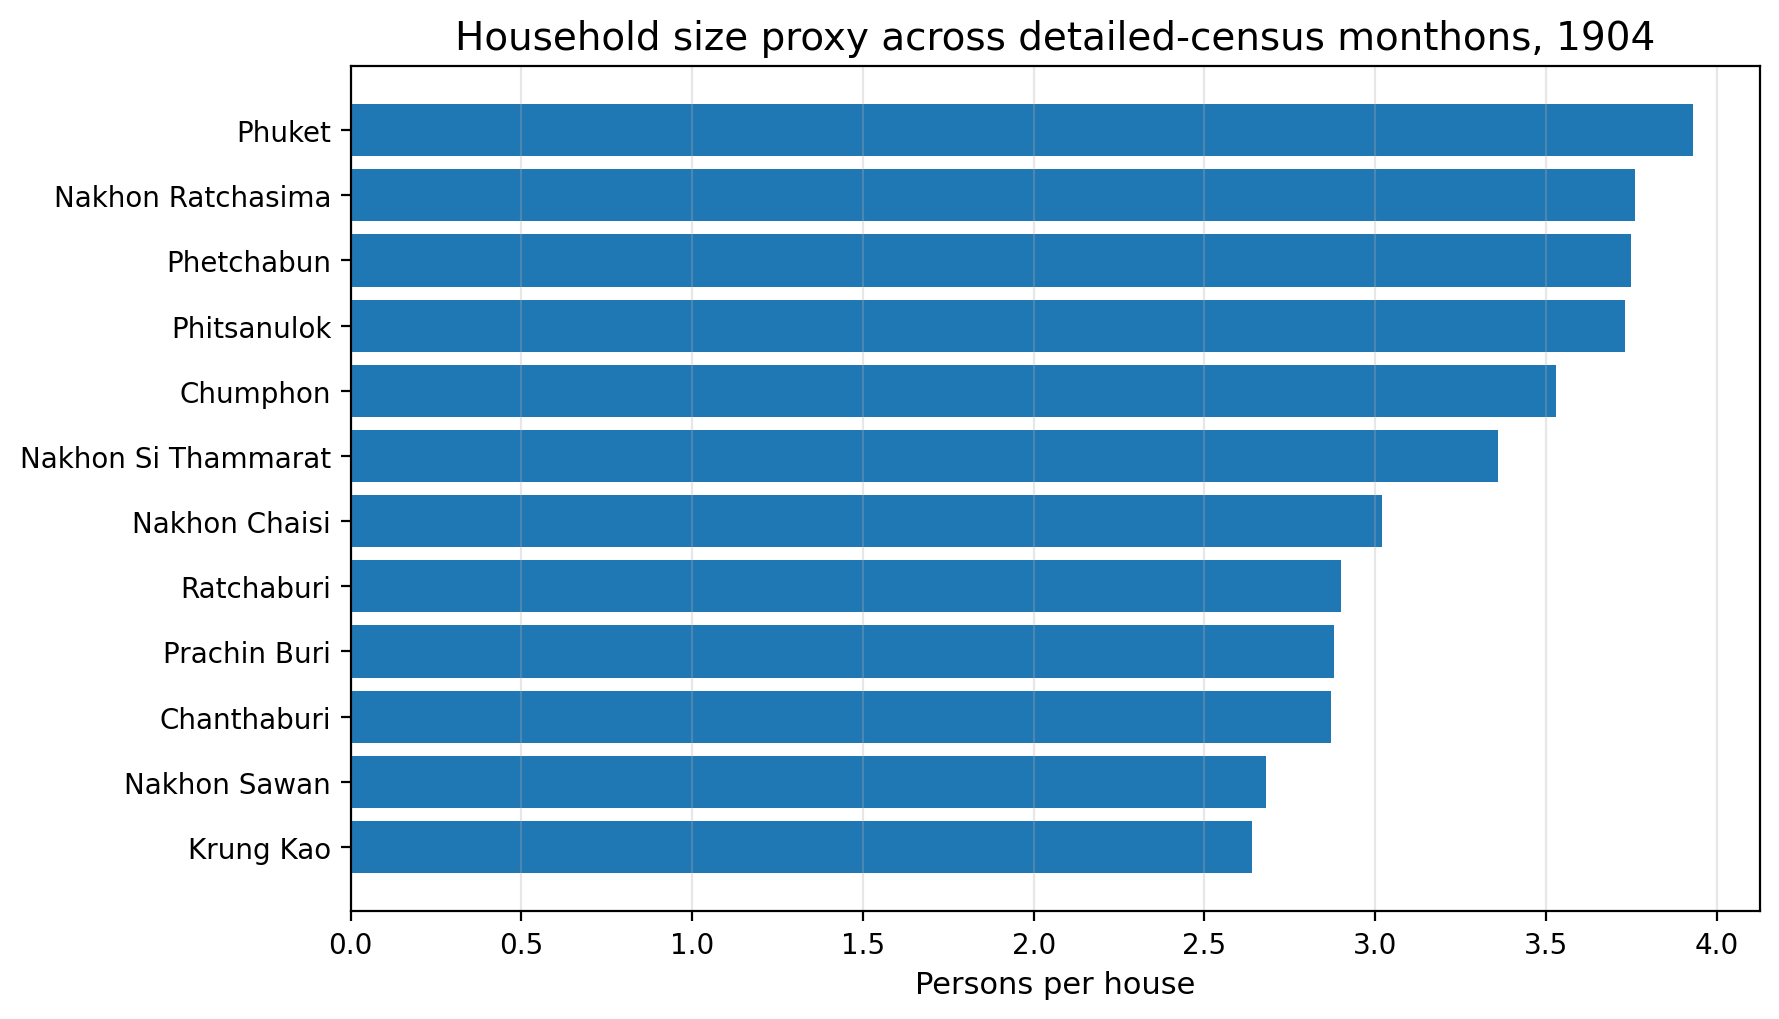 Household size proxy across detailed-census monthons, 1904
Phuket
Nakhon Ratchasima
Phetchabun
Phitsanulok
Chumphon
Nakhon Si Thammarat
Nakhon Chaisi
Ratchaburi
Prachin Buri
Chanthaburi
Nakhon Sawan
Krung Kao
0.0 0.5 1.0 1.5 2.0 2.5 3.0 3.5 4.0
Persons per house